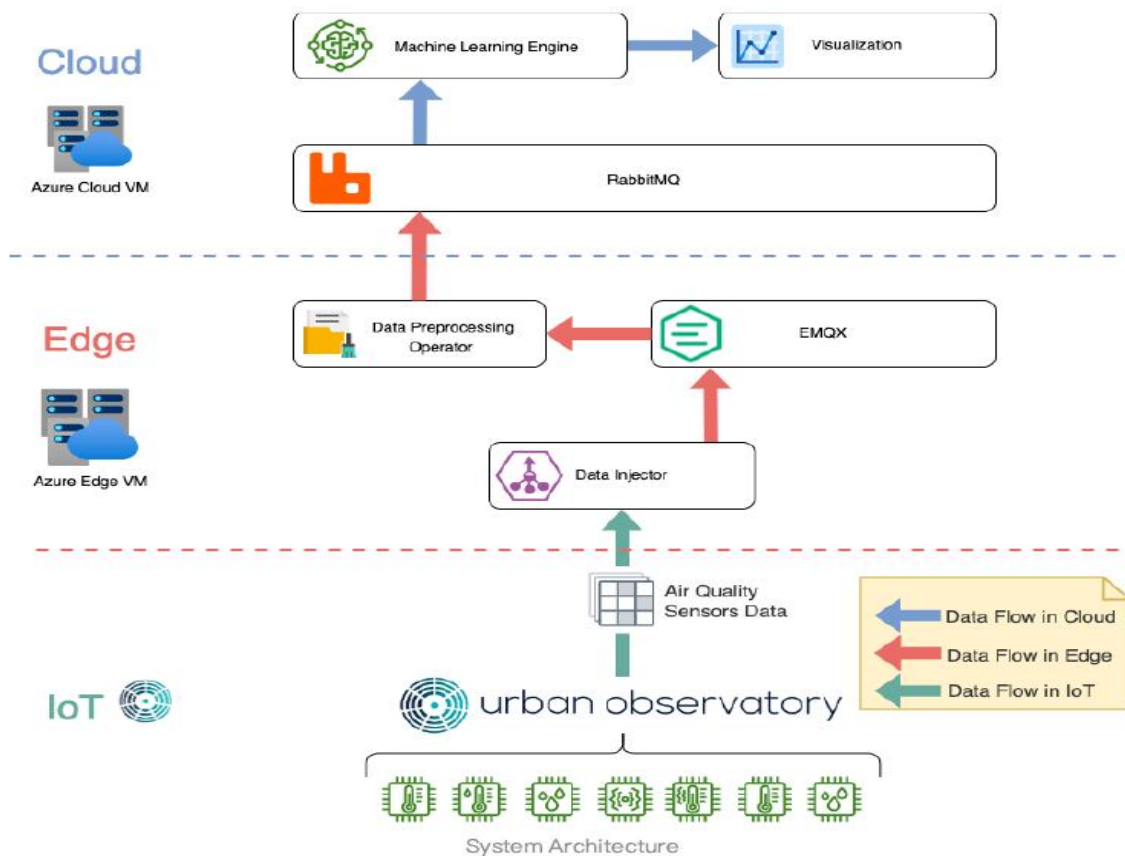 Cloud
Azure Cloud VM
Machine Learning Engine
Visualization
RabbitMQ
Edge
Azure Edge VM
Data Preprocessing
Operator
EMQX
Data Injector
Air Quality
Sensors Data
Data Flow in Cloud
Data Flow in Edge
Data Flow in IoT
IoT
urban observatory
System Architecture